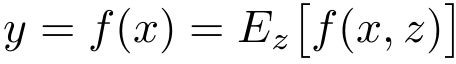 y = f(x) = E_z[f(x, z)]